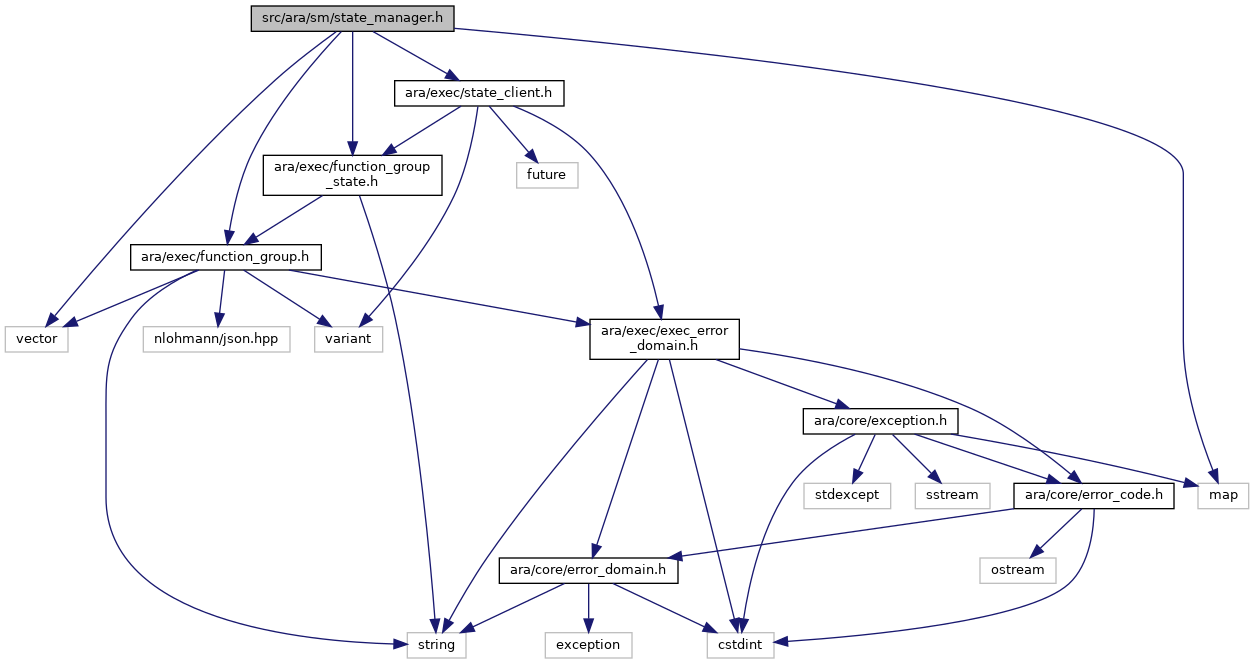 src/ara/sm/state_manager.h
ara/exec/state_client.h
ara/exec/function_group
_state.h
future
ara/exec/function_group.h
vector
nlohmann/json.hpp
variant
ara/exec/exec_error
_domain.h
ara/core/exception.h
stdexcept
sstream
ara/core/error_code.h
map
ara/core/error_domain.h
ostream
string
exception
cstdint